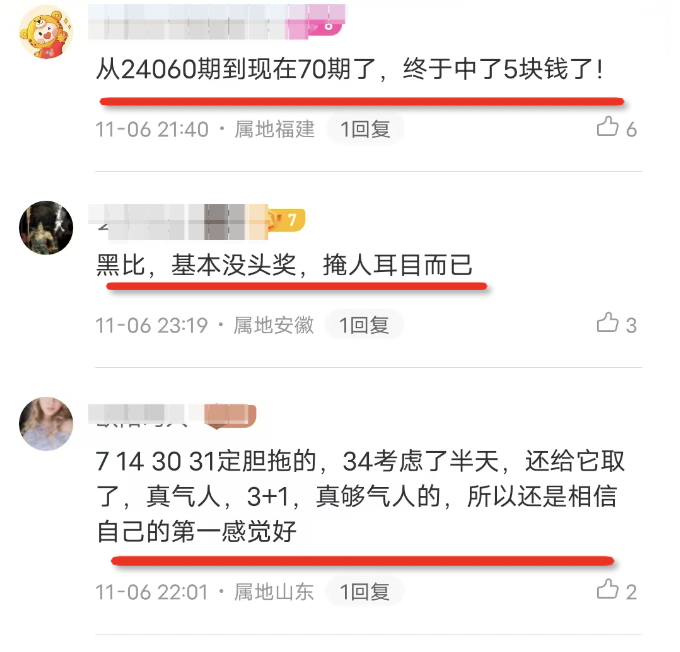 从24060期到现在70期了，终于中了5块钱了！
11-06 21:40 · 属地福建 1回复 6
7
黑比，基本没头奖，掩人耳目而已
11-06 23:19 · 属地安徽 1回复 3
7 14 30 31定胆拖的，34考虑了半天，还给它取
了，真气人，3+1，真够气人的，所以还是相信
自己的第一感觉好
11-06 22:01 · 属地山东 1回复 2